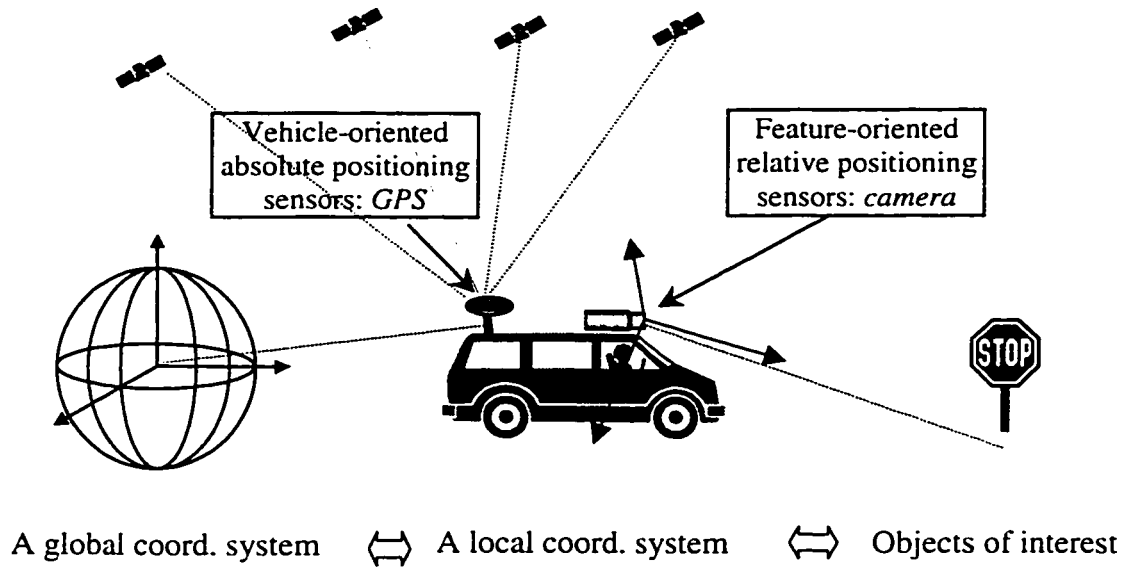 Vehicle-oriented
absolute positioning
sensors: GPS
Feature-oriented
relative positioning
sensors: camera
STOP
A global coord. system ⇔ A local coord. system ⇔ Objects of interest